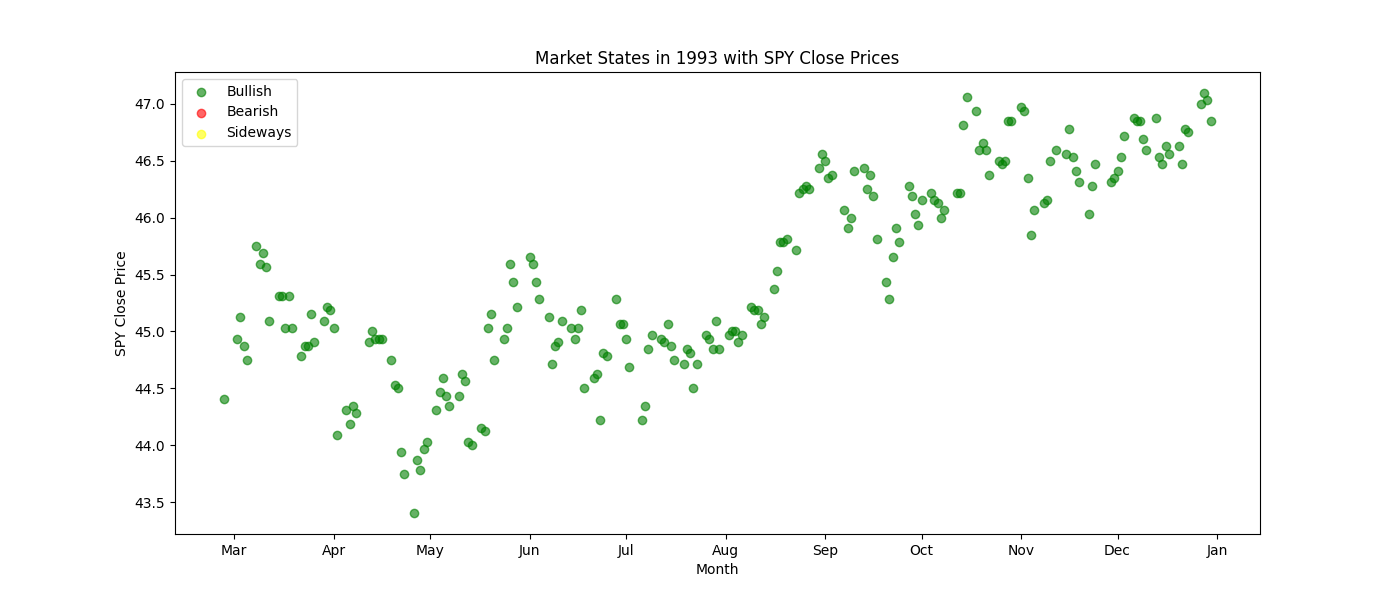 Market States in 1993 with SPY Close Prices
Bullish
Bearish
Sideways
SPY Close Price
47.0
46.5
46.0
45.5
45.0
44.5
44.0
43.5
Mar Apr May Jun Jul Aug Sep Oct Nov Dec Jan
Month